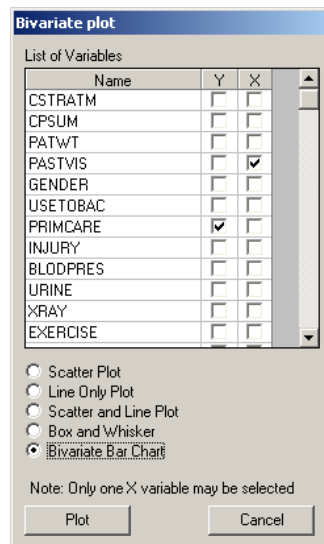 Bivariate plot
List of Variables
Name Y X
CSTRATM
CPSUM
PATWT
PASTVIS
GENDER
USETOBAC
PRIMCARE
INJURY
BLODPRES
URINE
XRAY
EXERCISE
Scatter Plot
Line Only Plot
Scatter and Line Plot
Box and Whisker
Bivariate Bar Chart
Note: Only one X variable may be selected
Plot Cancel